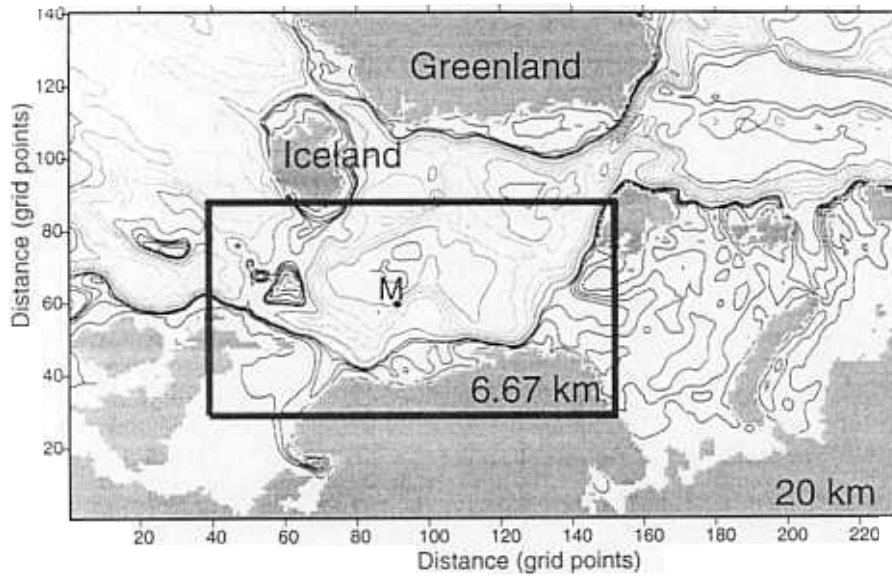 140
120
100
80
60
40
20
Distance (grid points)
Greenland
Iceland
M
6.67 km
20 km
20 40 60 80 100 120 140 160 180 200 220
Distance (grid points)